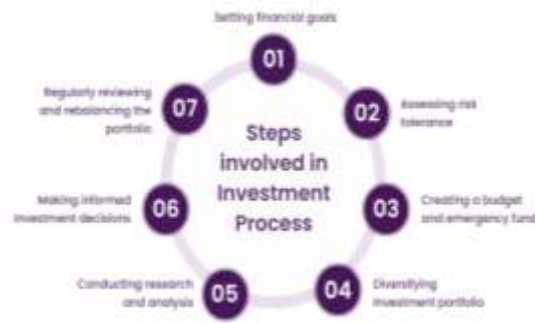 Steps
involved in
Investment
Process
01
Setting financial goals
02
Assessing risk
tolerance
03
Creating a budget
and emergency fund
04
Diversifying
investment portfolio
05
Conducting research
and analysis
06
Making informed
investment decisions
07
Regularly reviewing
and rebalancing the
portfolio